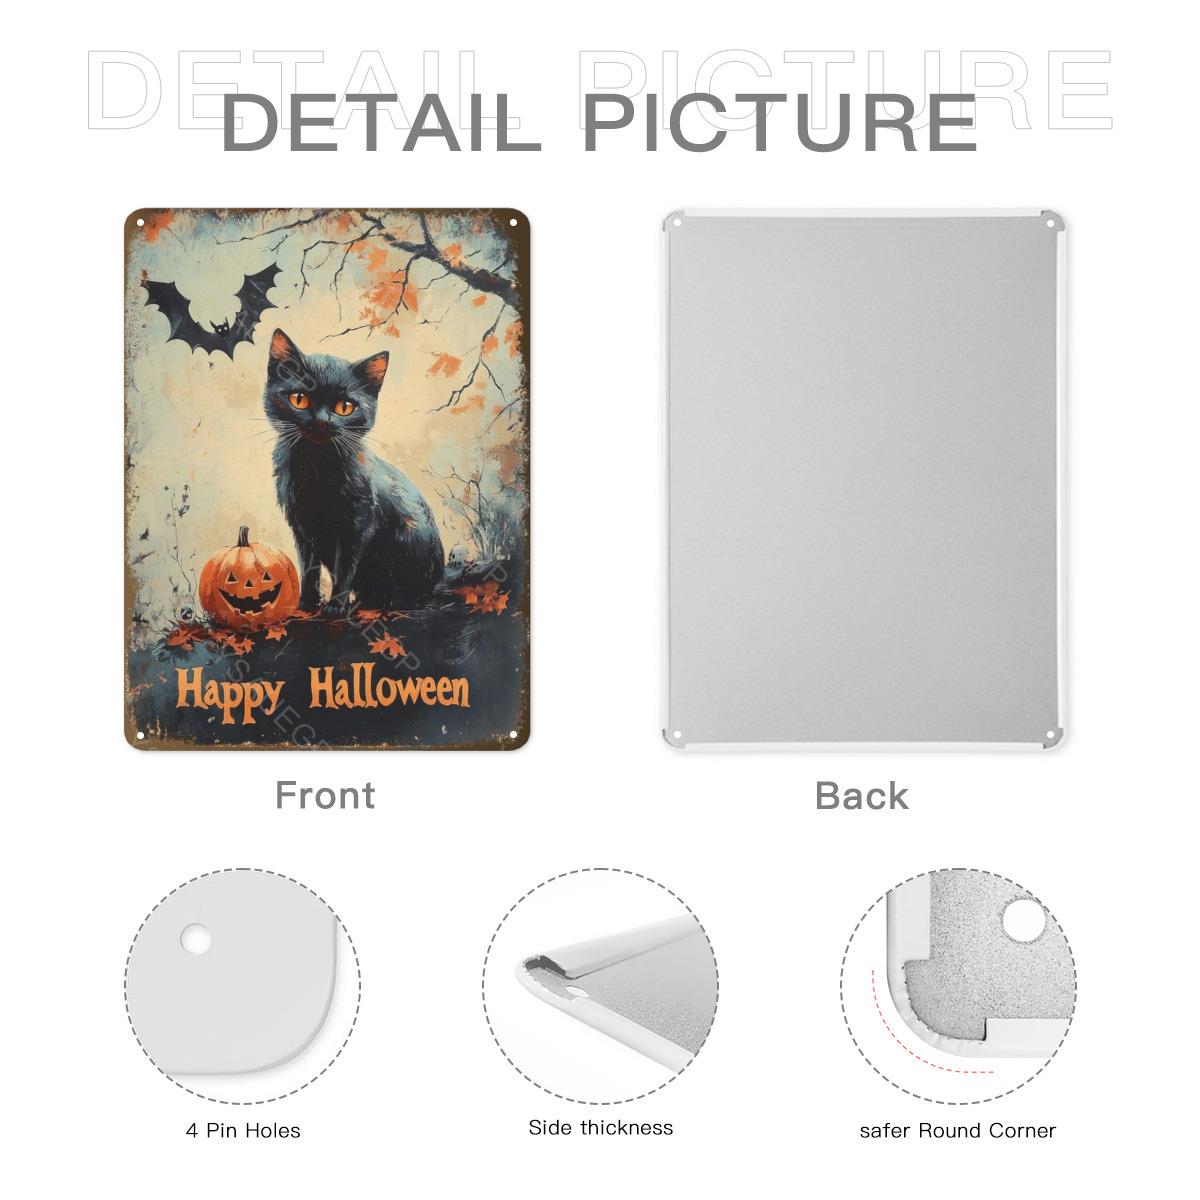 DETAIL PICTURE
DETAIL PICTURE
Happy Halloween
Front
Back
4 Pin Holes
Side thickness
safer Round Corner